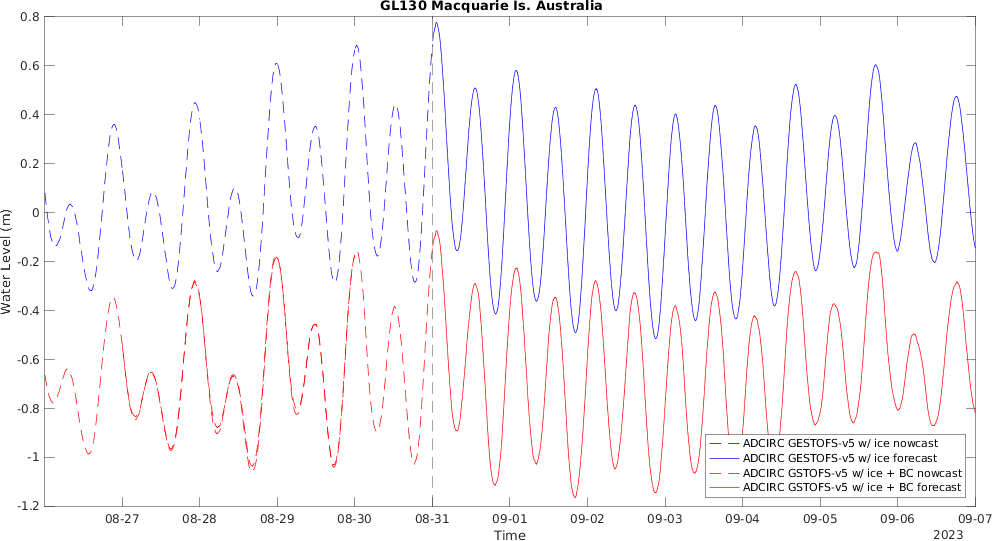 GL130 Macquarie Is. Australia
0.8
0.6
0.4
0.2
0
-0.2
-0.4
-0.6
-0.8
-1
-1.2
Water Level (m)
ADCIRC GESTOFS-v5 w/ ice nowcast
ADCIRC GESTOFS-v5 w/ ice forecast
ADCIRC GSTOFS-v5 w/ ice + BC nowcast
ADCIRC GSTOFS-v5 w/ ice + BC forecast
08-27 08-28 08-29 08-30 08-31 09-01 09-02 09-03 09-04 09-05 09-06 09-07
Time
2023